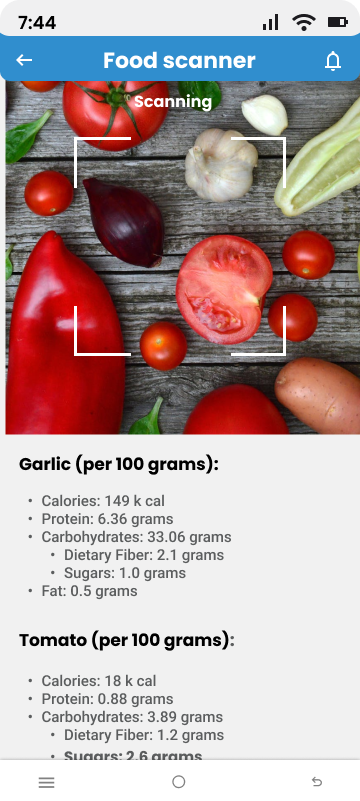 7:44
Food scanner
Scanning
Garlic (per 100 grams):
• Calories: 149 k cal
• Protein: 6.36 grams
• Carbohydrates: 33.06 grams
• Dietary Fiber: 2.1 grams
• Sugars: 1.0 grams
• Fat: 0.5 grams
Tomato (per 100 grams):
• Calories: 18 k cal
• Protein: 0.88 grams
• Carbohydrates: 3.89 grams
• Dietary Fiber: 1.2 grams
• Sugars: 2.6 grams